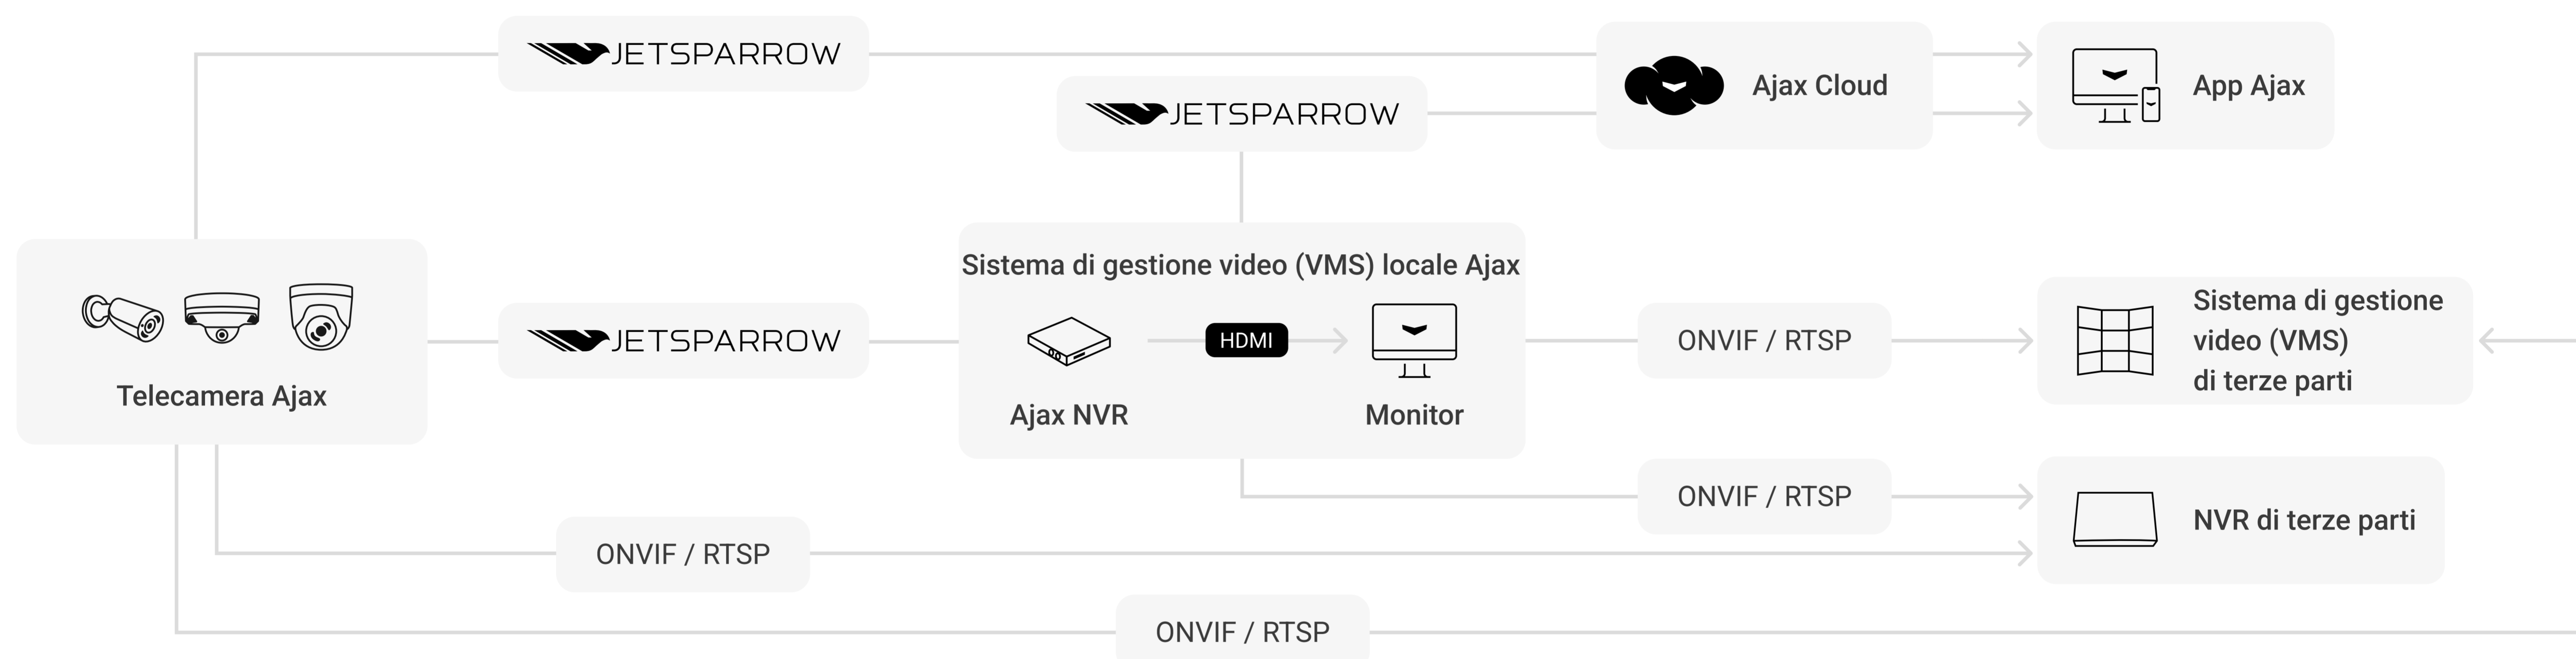 JETSPARROW
JETSPARROW
Ajax Cloud
App Ajax
Telecamera Ajax
JETSPARROW
Sistema di gestione video (VMS) locale Ajax
HDMI
Ajax NVR
Monitor
ONVIF / RTSP
Sistema di gestione
video (VMS)
di terze parti
ONVIF / RTSP
NVR di terze parti
ONVIF / RTSP
ONVIF / RTSP